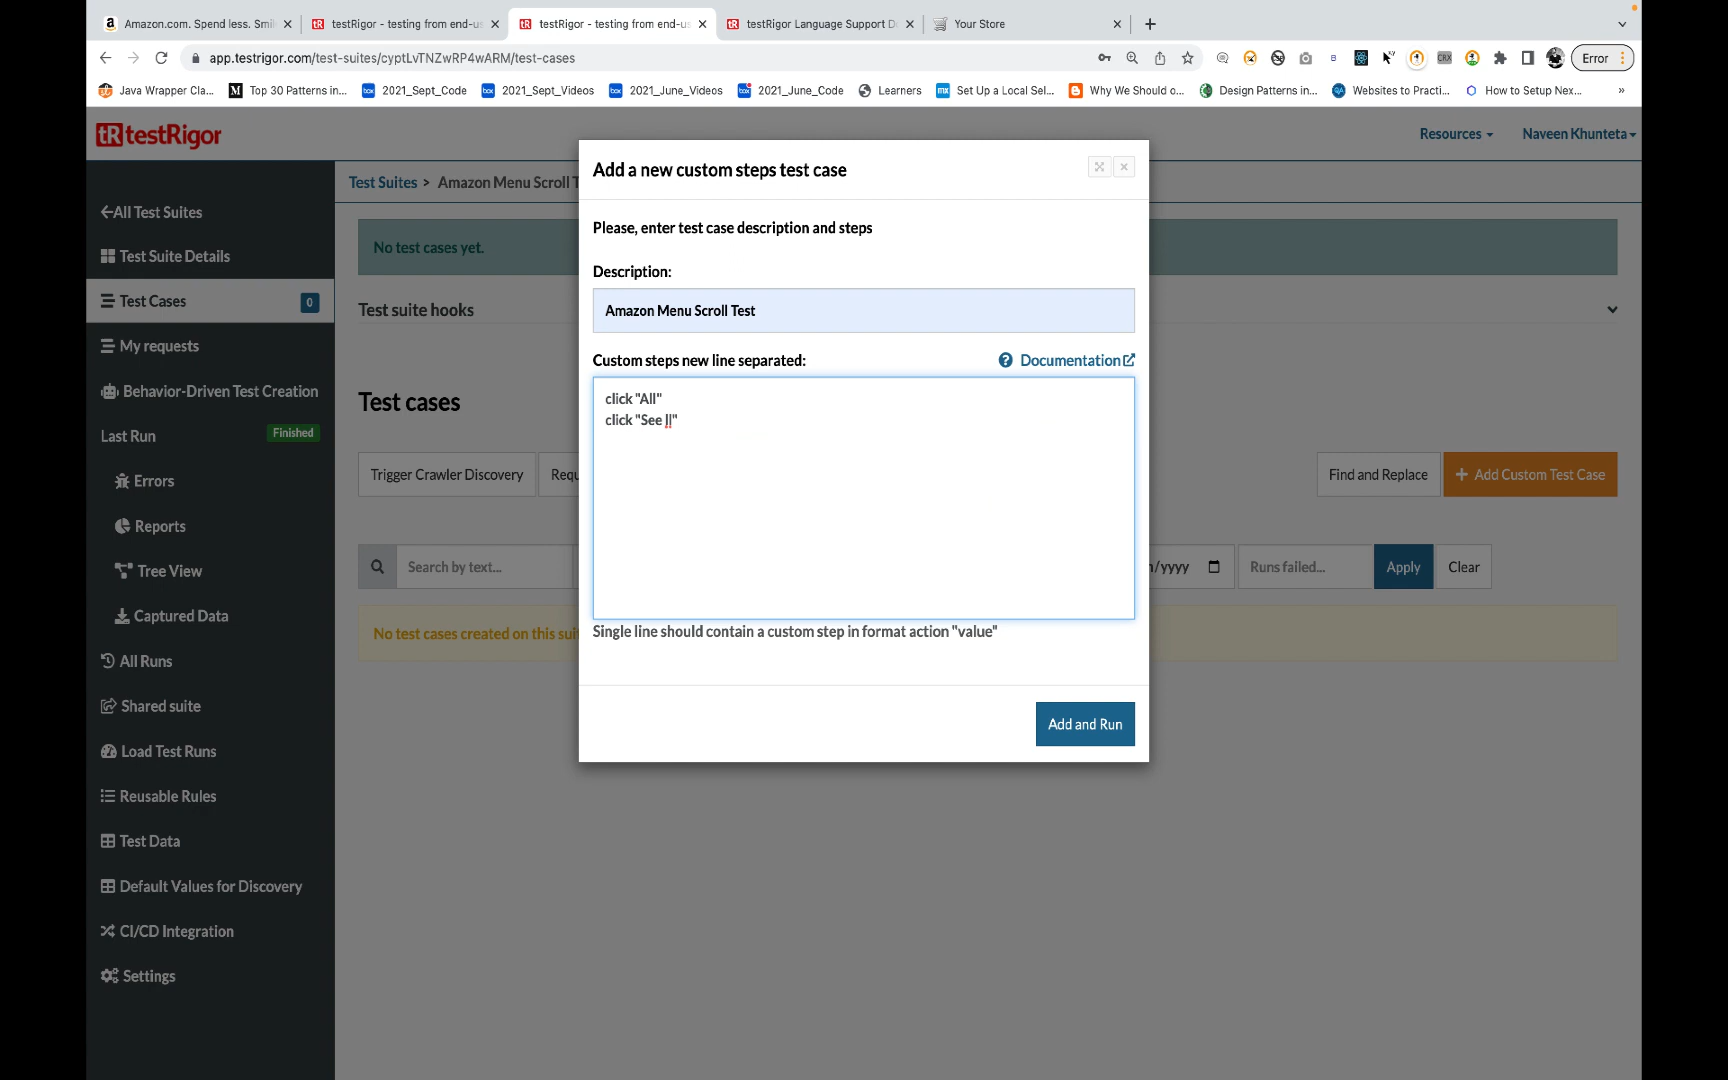 Amazon.com. Spend less. Smil
testRigor - testing from end-us
testRigor - testing from end-us
testRigor Language Support Do
Your Store
app.testrigor.com/test-suites/cyptLvTNZwRP4wARM/test-cases
Error
Java Wrapper Cla...
Top 30 Patterns in...
2021_Sept_Code
2021_Sept_Videos
2021_June_Videos
2021_June_Code
Learners
Set Up a Local Sel...
Why We Should o...
Design Patterns in...
Websites to Practi...
How to Setup Nex...
»
tR testRigor
Resources
Naveen Khunteta
Test Suites > Amazon Menu Scroll T
←All Test Suites
Test Suite Details
Test Cases 0
My requests
Behavior-Driven Test Creation
Last Run Finished
Errors
Reports
Tree View
Captured Data
All Runs
Shared suite
Load Test Runs
Reusable Rules
Test Data
Default Values for Discovery
CI/CD Integration
Settings
No test cases yet.
Test suite hooks
Test cases
Trigger Crawler Discovery
Requ
Find and Replace
+ Add Custom Test Case
Search by text...
/yyyy
Runs failed...
Apply
Clear
No test cases created on this sui
Add a new custom steps test case
Please, enter test case description and steps
Description:
Amazon Menu Scroll Test
Custom steps new line separated:
Documentation
click "All"
click "See ll"
Single line should contain a custom step in format action "value"
Add and Run